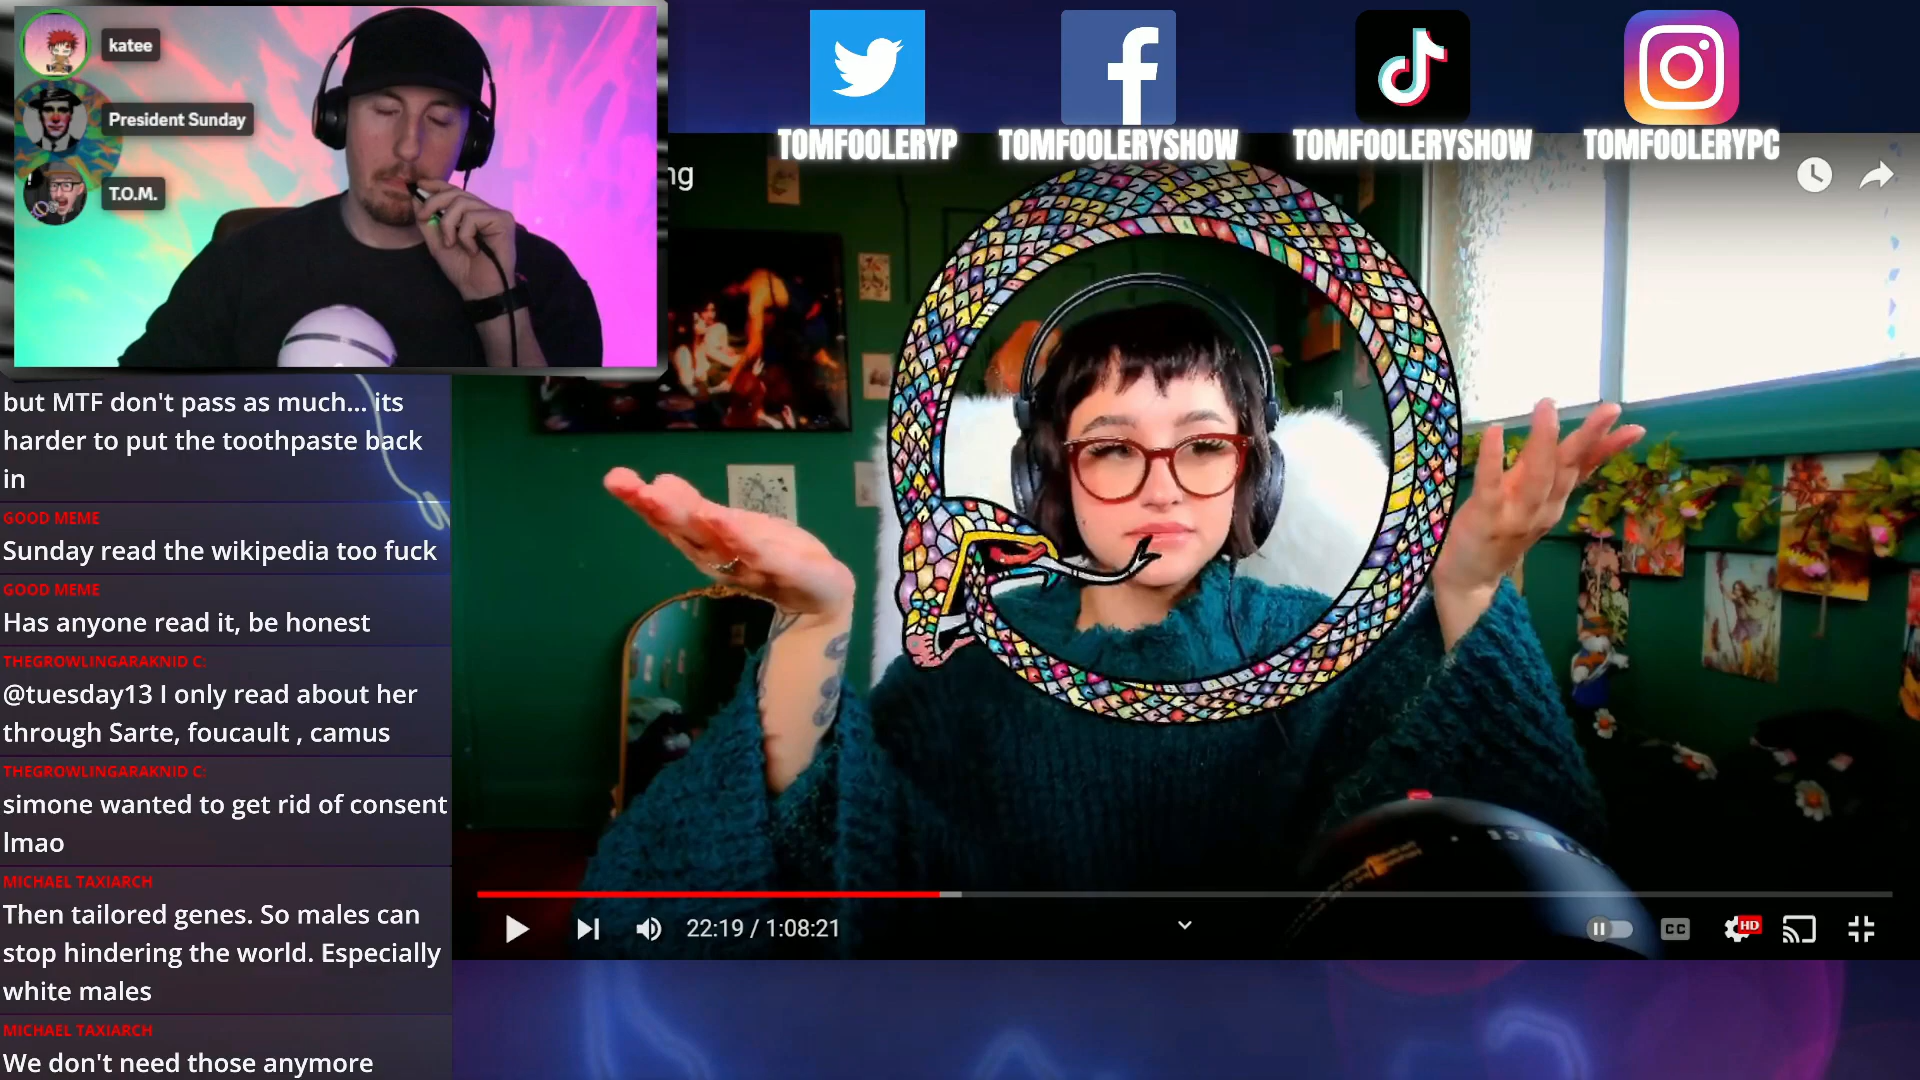 katee
President Sunday
T.O.M.
TOMFOOLERYP
TOMFOOLERYSHOW
TOMFOOLERYSHOW
TOMFOOLERYPC
ng
but MTF don't pass as much... its
harder to put the toothpaste back
in
GOOD MEME
Sunday read the wikipedia too fuck
GOOD MEME
Has anyone read it, be honest
THEGROWLINGARAKNID C:
@tuesday13 I only read about her
through Sarte, foucault , camus
THEGROWLINGARAKNID C:
simone wanted to get rid of consent
lmao
MICHAEL TAXIARCH
Then tailored genes. So males can
stop hindering the world. Especially
white males
MICHAEL TAXIARCH
We don't need those anymore
22:19 / 1:08:21
CC
HD